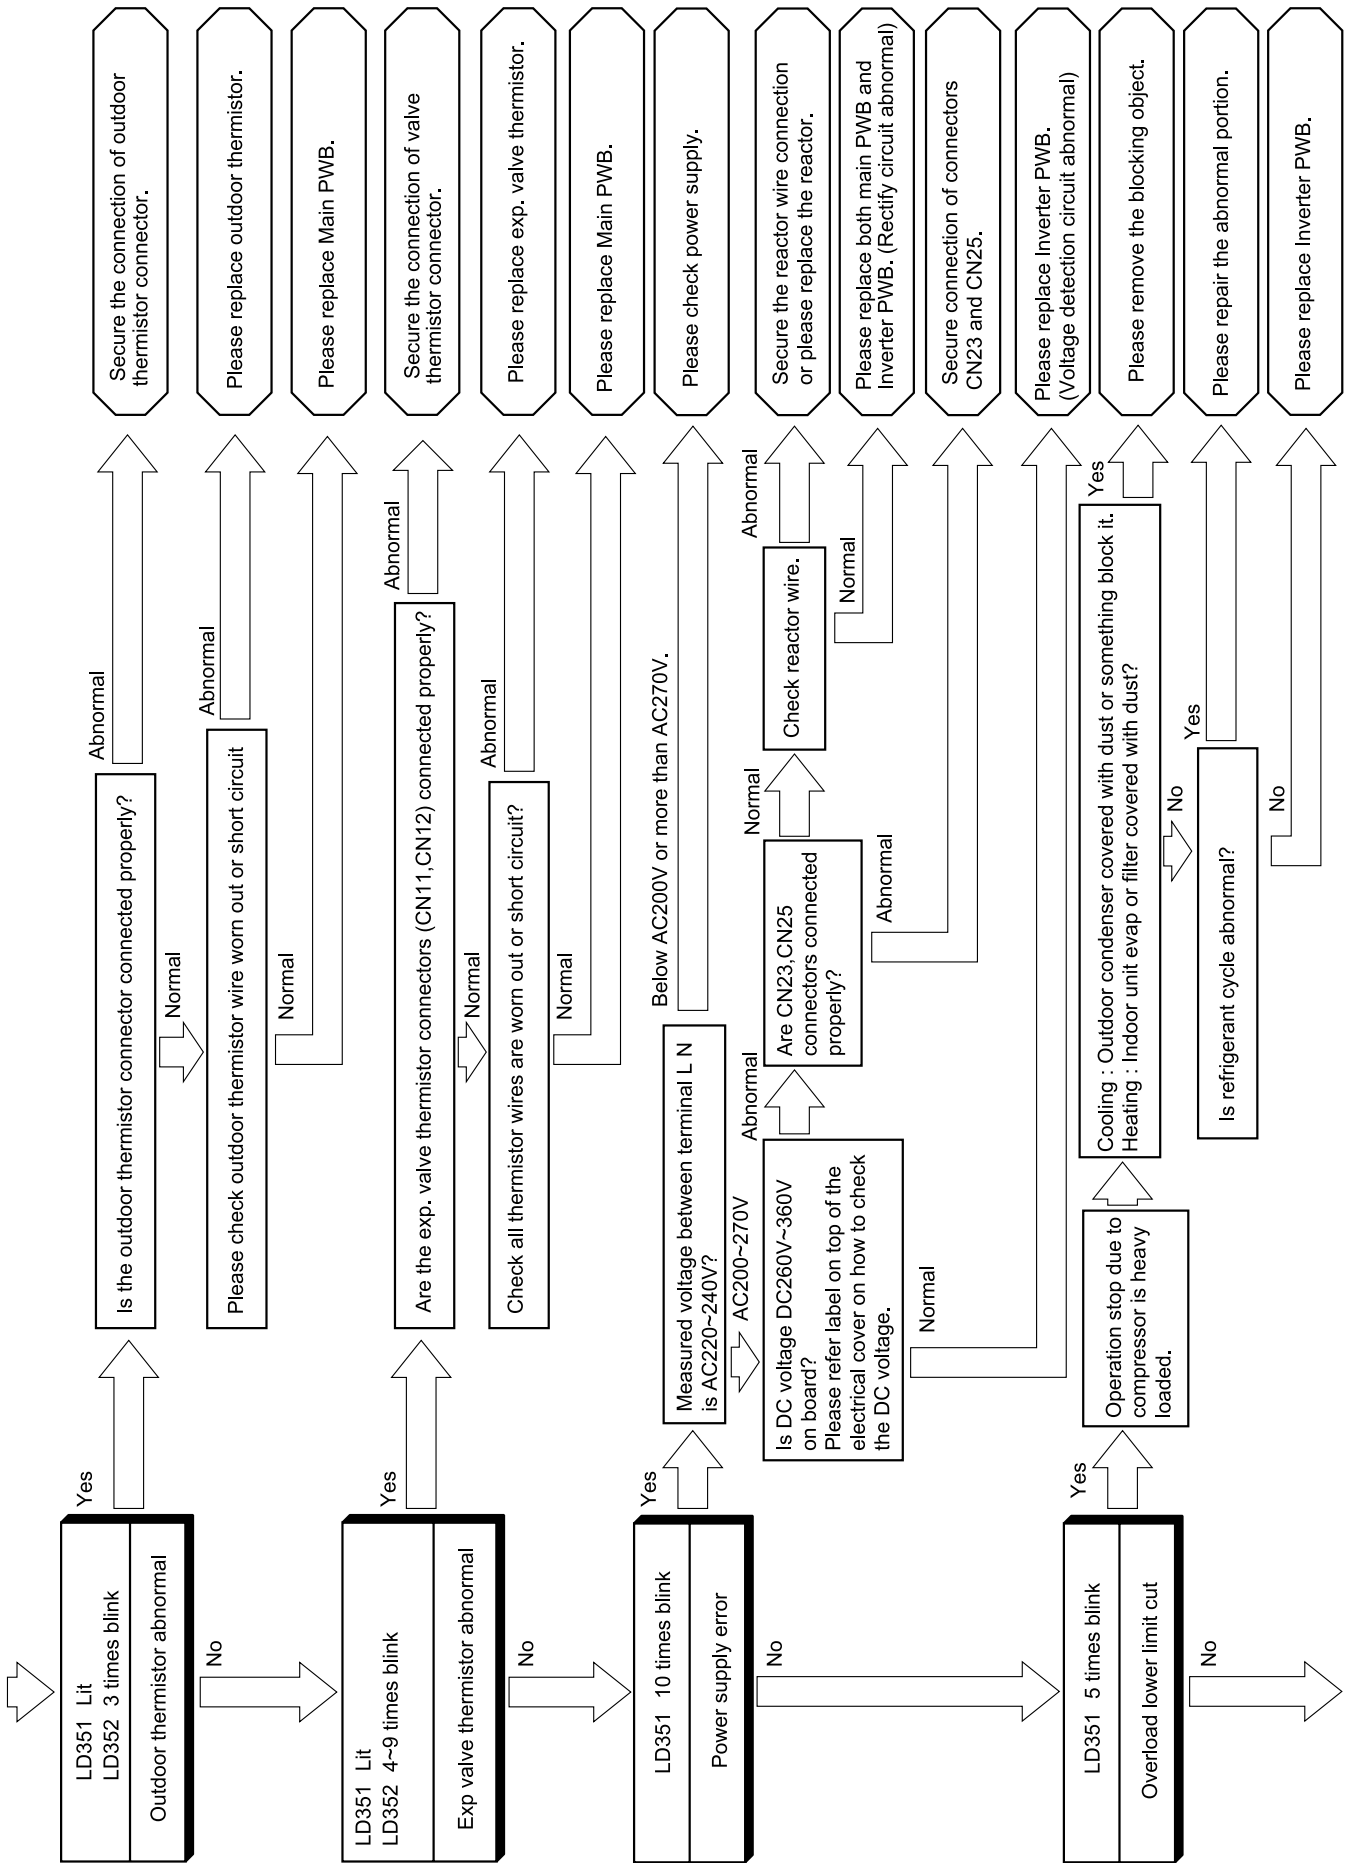 LD351 Lit
LD352 3 times blink
Outdoor thermistor abnormal
Yes
No
Is the outdoor thermistor connector connected properly?
Abnormal
Secure the connection of outdoor
thermistor connector.
Normal
Please check outdoor thermistor wire worn out or short circuit
Abnormal
Please replace outdoor thermistor.
Normal
Please replace Main PWB.
LD351 Lit
LD352 4~9 times blink
Exp valve thermistor abnormal
Yes
No
Are the exp. valve thermistor connectors (CN11,CN12) connected properly?
Abnormal
Secure the connection of valve
thermistor connector.
Normal
Check all thermistor wires are worn out or short circuit?
Abnormal
Please replace exp. valve thermistor.
Normal
Please replace Main PWB.
LD351 10 times blink
Power supply error
Yes
No
Measured voltage between terminal L N
is AC220~240V?
Below AC200V or more than AC270V.
Please check power supply.
AC200~270V
Is DC voltage DC260V~360V
on board?
Please refer label on top of the
electrical cover on how to check
the DC voltage.
Abnormal
Are CN23,CN25
connectors connected
properly?
Normal
Check reactor wire.
Abnormal
Secure the reactor wire connection
or please replace the reactor.
Normal
Please replace both main PWB and
Inverter PWB. (Rectify circuit abnormal)
Abnormal
Secure connection of connectors
CN23 and CN25.
Normal
Please replace Inverter PWB.
(Voltage detection circuit abnormal)
LD351 5 times blink
Overload lower limit cut
Yes
No
Operation stop due to
compressor is heavy
loaded.
Cooling : Outdoor condenser covered with dust or something block it.
Heating : Indoor unit evap or filter covered with dust?
Yes
Please remove the blocking object.
No
Is refrigerant cycle abnormal?
Yes
Please repair the abnormal portion.
No
Please replace Inverter PWB.